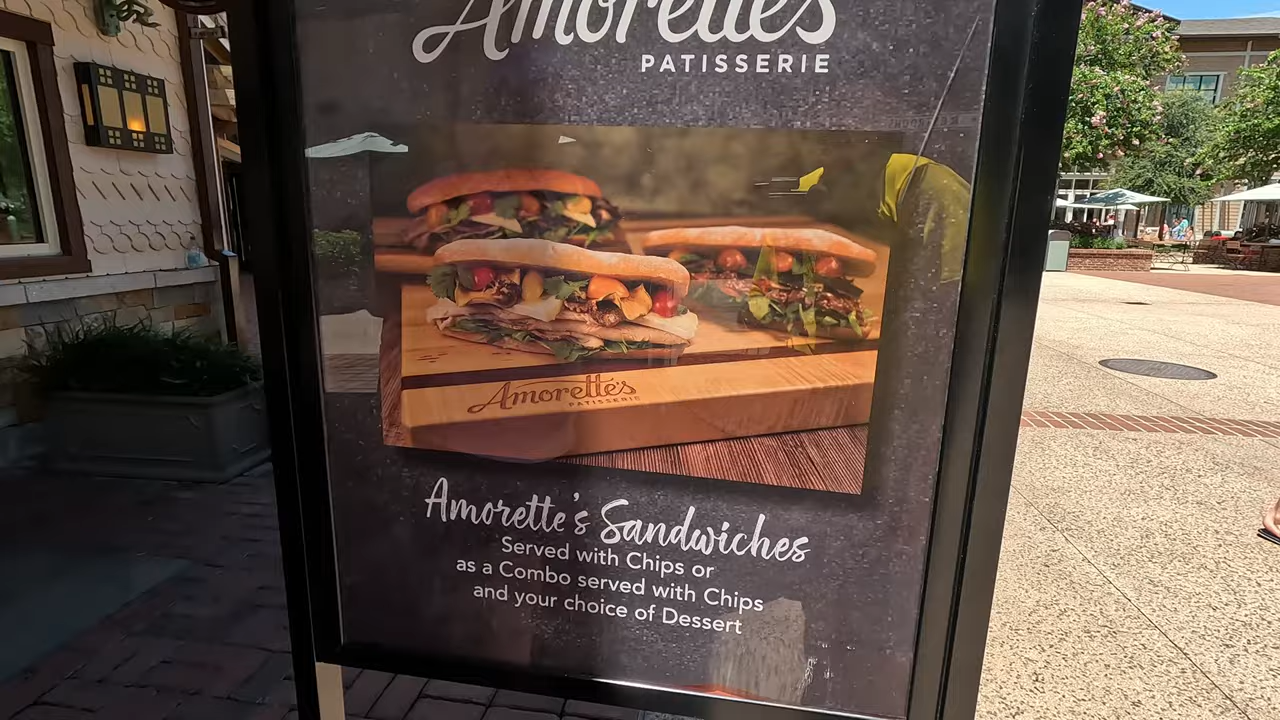 Amorette's
PATISSERIE
Amorette's
PATISSERIE
Amorette's Sandwiches
Served with Chips or
as a Combo served with Chips
and your choice of Dessert